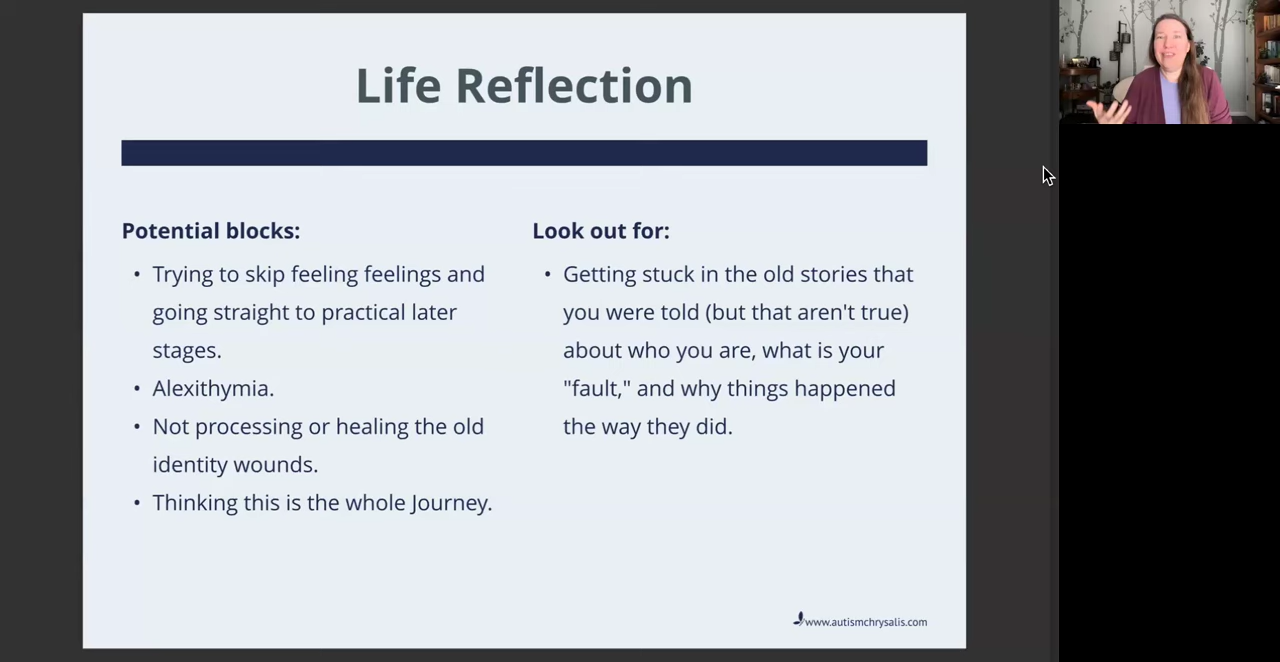 Life Reflection
Potential blocks:
• Trying to skip feeling feelings and
going straight to practical later
stages.
• Alexithymia.
• Not processing or healing the old
identity wounds.
• Thinking this is the whole Journey.
Look out for:
• Getting stuck in the old stories that
you were told (but that aren't true)
about who you are, what is your
"fault," and why things happened
the way they did.
www.autismchrysalis.com